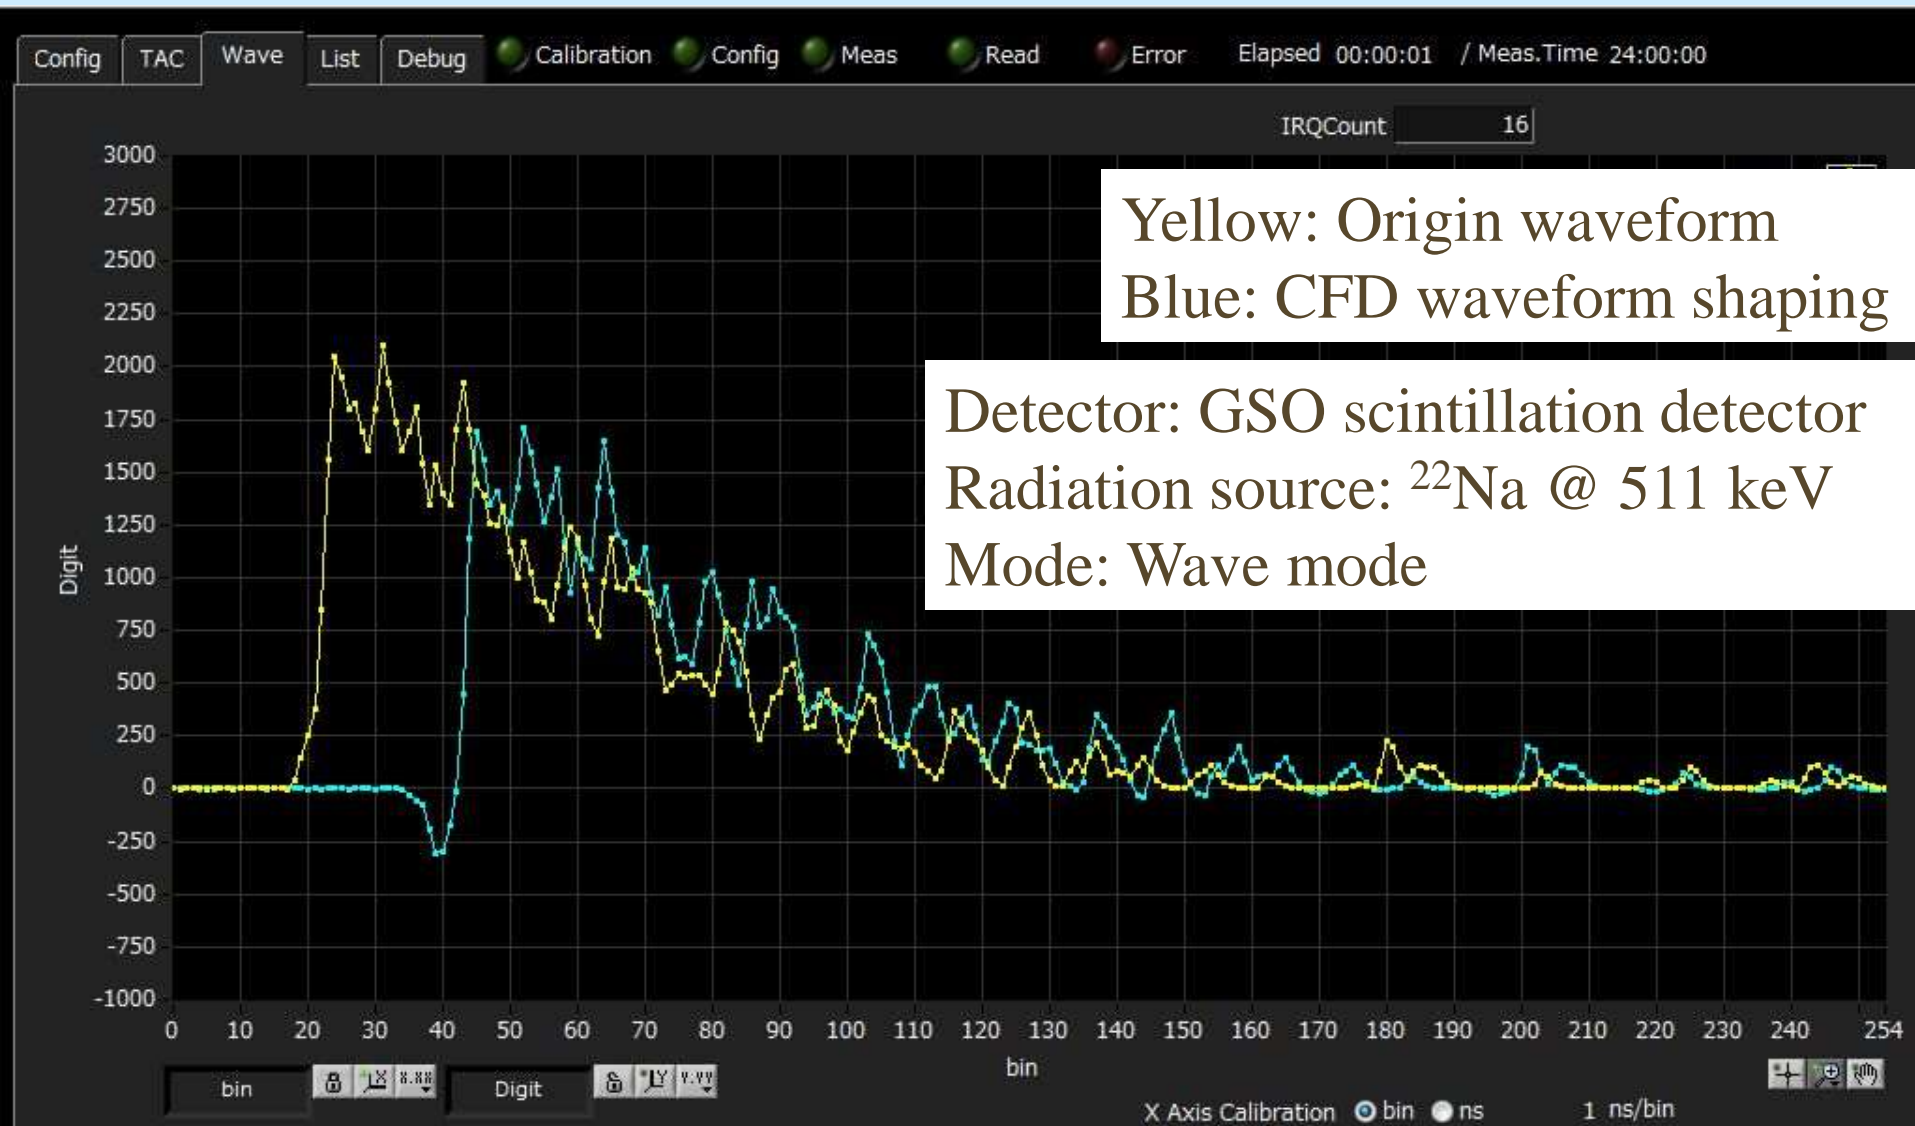 Config TAC Wave List Debug Calibration Config Meas Read Error Elapsed 00:00:01 / Meas.Time 24:00:00
IRQCount 16
Yellow: Origin waveform
Blue: CFD waveform shaping
Detector: GSO scintillation detector
Radiation source: ²²Na @ 511 keV
Mode: Wave mode
3000
2750
2500
2250
2000
1750
1500
1250
1000
750
500
250
0
-250
-500
-750
-1000
Digit
0 10 20 30 40 50 60 70 80 90 100 110 120 130 140 150 160 170 180 190 200 210 220 230 240 254
bin
bin X X.XX Digit Y Y.YY
X Axis Calibration bin ns 1 ns/bin